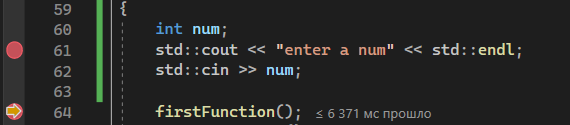 59 {
60 int num;
61 std::cout << "enter a num" << std::endl;
62 std::cin >> num;
63
64 firstFunction(); ≤ 6 371 мс прошло